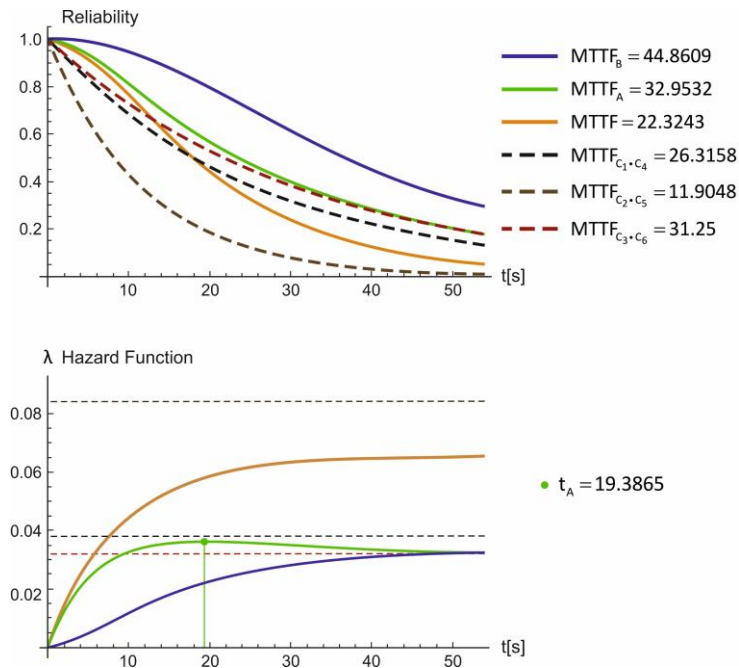 Reliability
1.0
0.8
0.6
0.4
0.2
10 20 30 40 50
t[s]
MTTF_B = 44.8609
MTTF_A = 32.9532
MTTF = 22.3243
MTTF_C₁•C₄ = 26.3158
MTTF_C₂•C₅ = 11.9048
MTTF_C₃•C₆ = 31.25
λ Hazard Function
0.08
0.06
0.04
0.02
10 20 30 40 50
t[s]
t_A = 19.3865